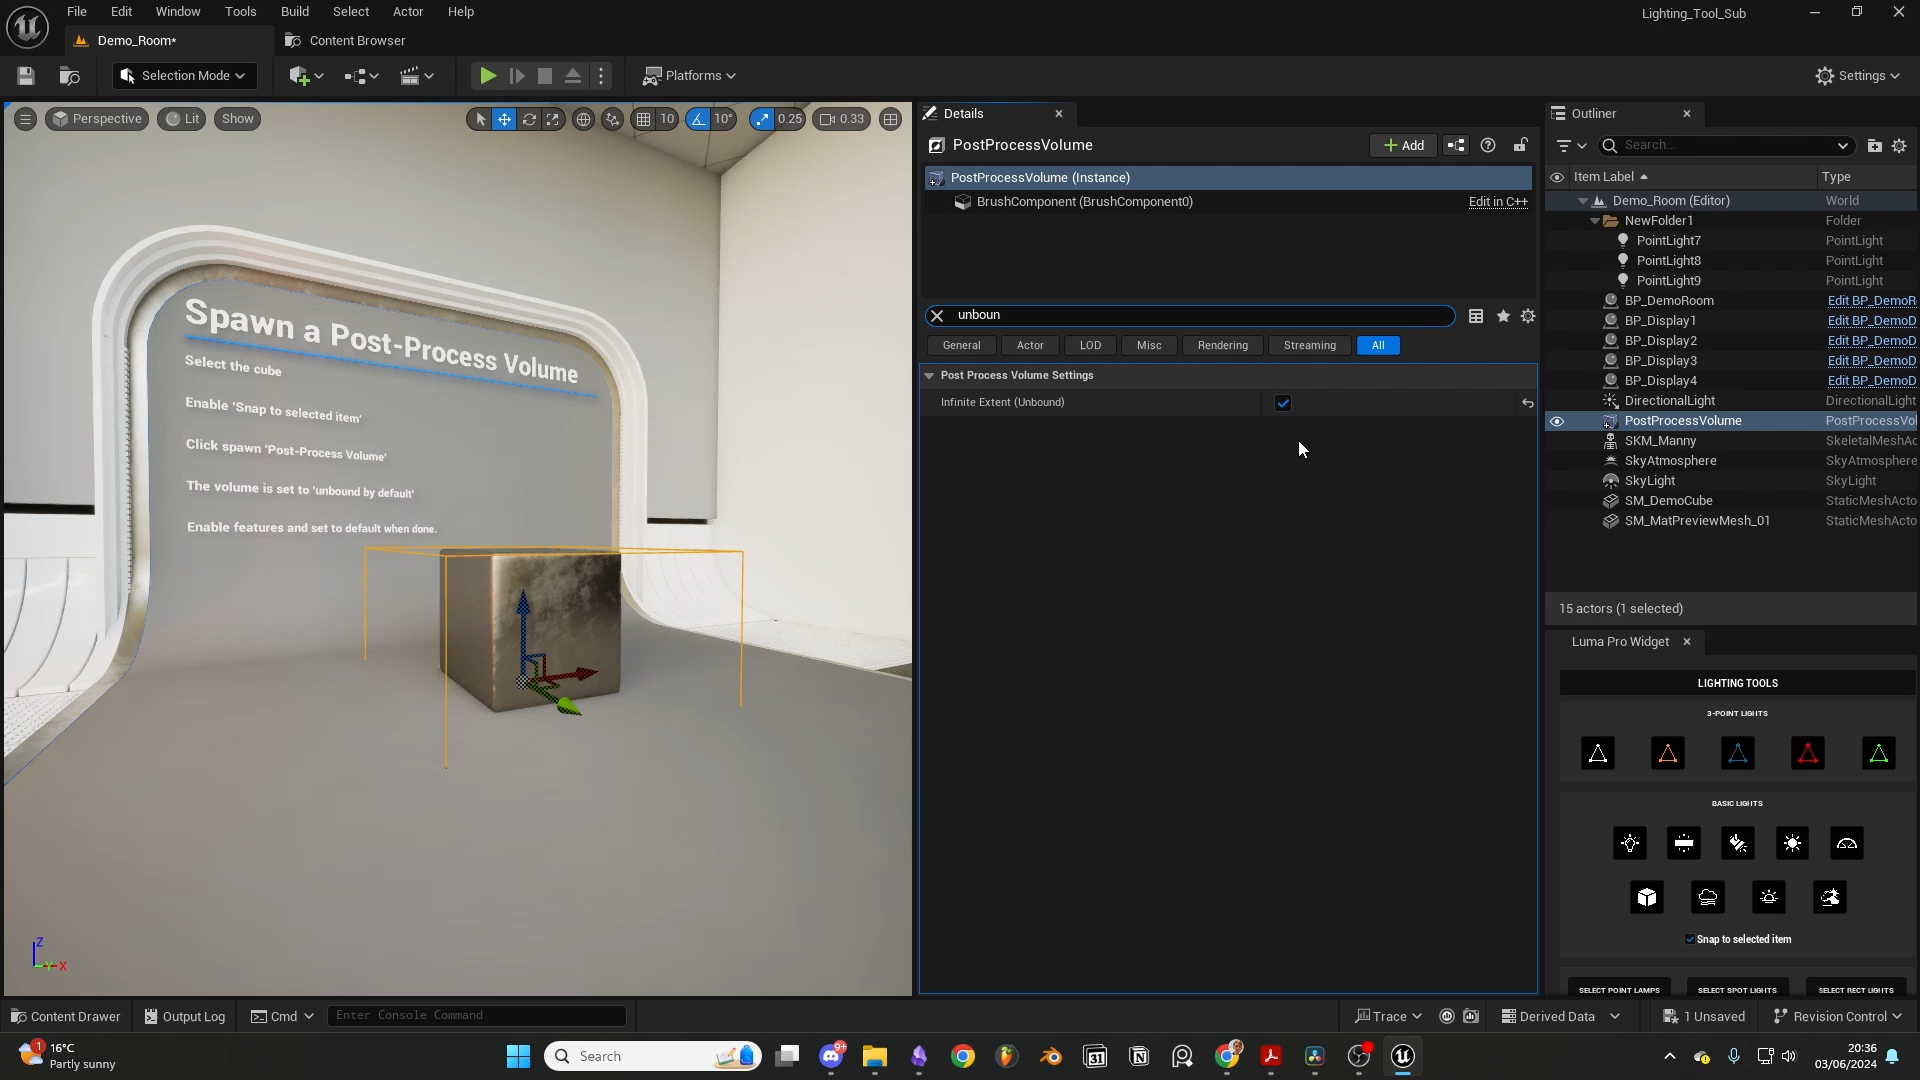 File Edit Window Tools Build Select Actor Help
Lighting_Tool_Sub
Demo_Room*
Content Browser
Selection Mode
Platforms
Settings
Perspective
Lit
Show
10
10°
0.25
0.33
Spawn a Post-Process Volume
Select the cube
Enable 'Snap to selected item'
Click spawn 'Post-Process Volume'
The volume is set to 'unbound by default'
Enable features and set to default when done.
Z
Y
X
Details
PostProcessVolume
Add
PostProcessVolume (Instance)
BrushComponent (BrushComponent0)
Edit in C++
unboun
General Actor LOD Misc Rendering Streaming All
Post Process Volume Settings
Infinite Extent (Unbound)
Outliner
Search...
Item Label Type
Demo_Room (Editor) World
NewFolder1 Folder
PointLight7 PointLight
PointLight8 PointLight
PointLight9 PointLight
BP_DemoRoom Edit BP_DemoR
BP_Display1 Edit BP_DemoD
BP_Display2 Edit BP_DemoD
BP_Display3 Edit BP_DemoD
BP_Display4 Edit BP_DemoD
DirectionalLight DirectionalLight
PostProcessVolume PostProcessVol
SKM_Manny SkeletalMeshAc
SkyAtmosphere SkyAtmosphere
SkyLight SkyLight
SM_DemoCube StaticMeshActo
SM_MatPreviewMesh_01 StaticMeshActo
15 actors (1 selected)
Luma Pro Widget
LIGHTING TOOLS
3-POINT LIGHTS
BASIC LIGHTS
Snap to selected item
SELECT POINT LAMPS SELECT SPOT LIGHTS SELECT RECT LIGHTS
Content Drawer
Output Log
Cmd
Enter Console Command
Trace
Derived Data
1 Unsaved
Revision Control
1
16°C
Partly sunny
Search
9+
31
20:36
03/06/2024